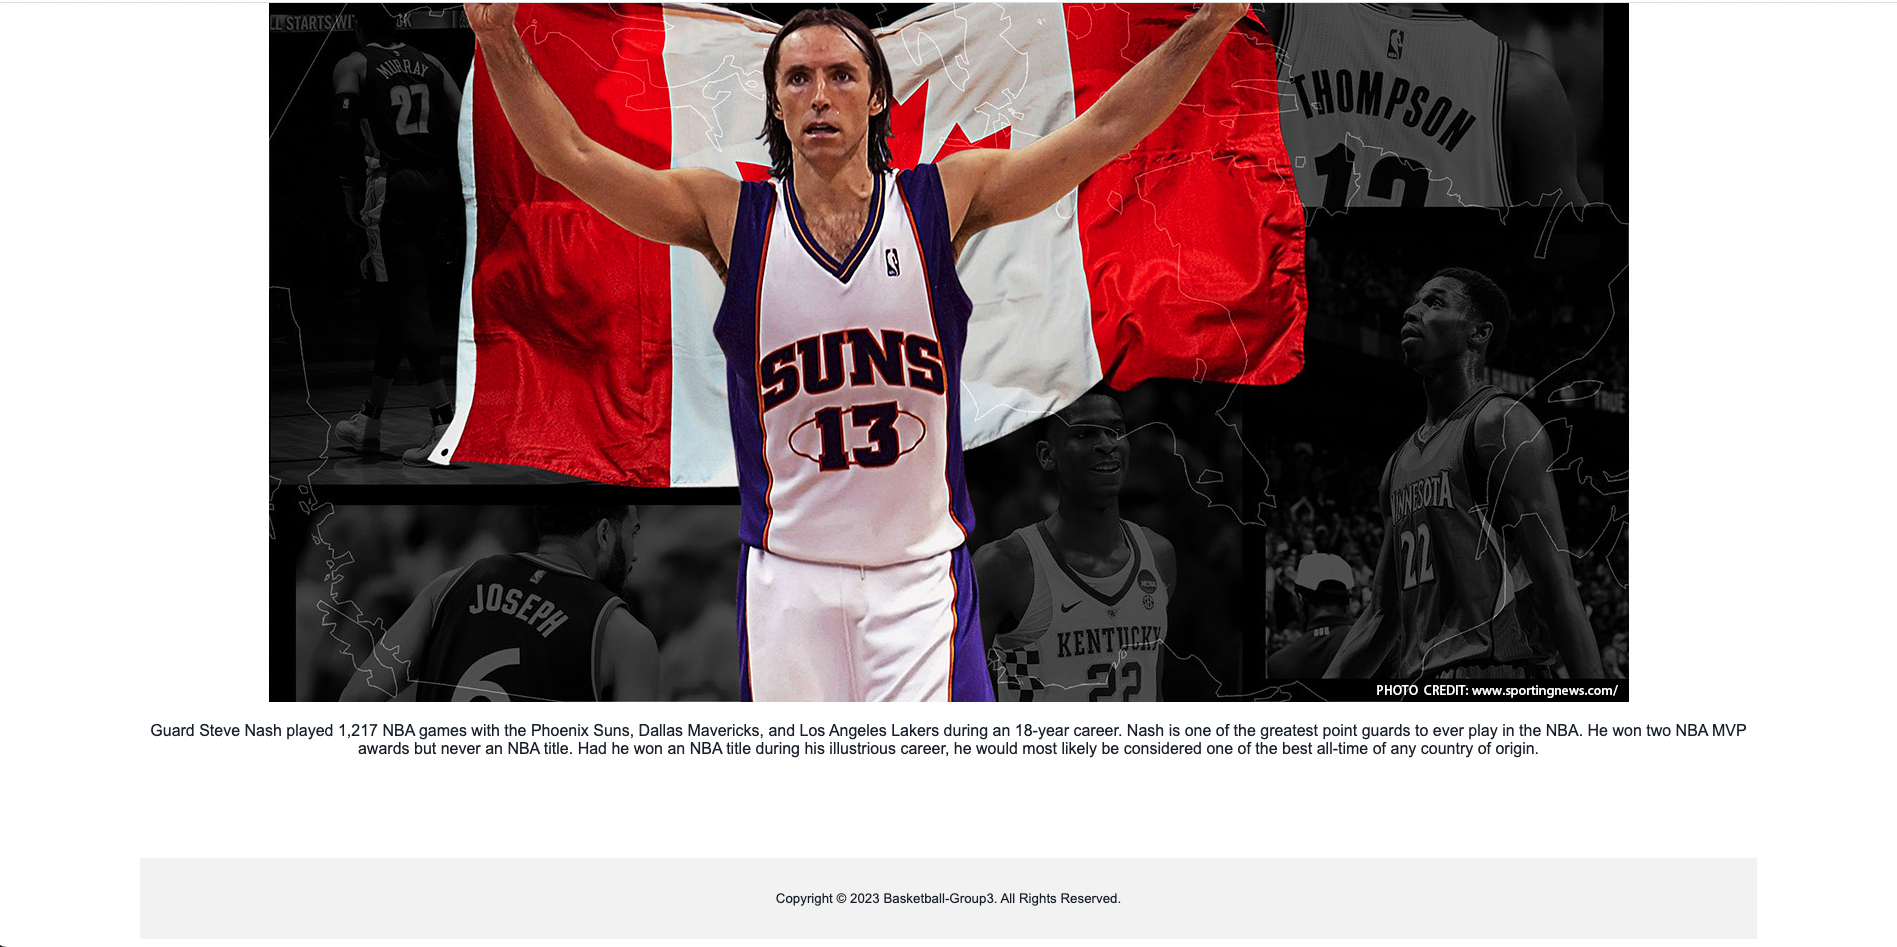 MURRAY
27
THOMPSON
SUNS
13
MINNESOTA
22
JOSEPH
6
NCAA
SEC
KENTUCKY
22
PHOTO CREDIT: www.sportingnews.com/
Guard Steve Nash played 1,217 NBA games with the Phoenix Suns, Dallas Mavericks, and Los Angeles Lakers during an 18-year career. Nash is one of the greatest point guards to ever play in the NBA. He won two NBA MVP
awards but never an NBA title. Had he won an NBA title during his illustrious career, he would most likely be considered one of the best all-time of any country of origin.
Copyright © 2023 Basketball-Group3. All Rights Reserved.